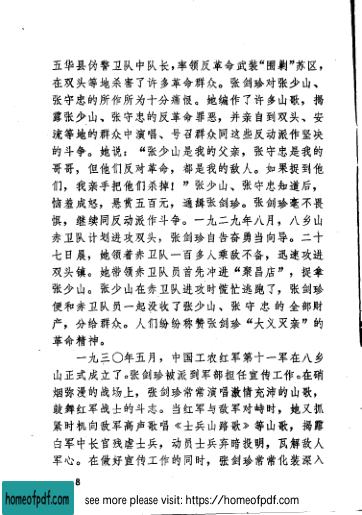 五华县伪警卫队中队长，率领反革命武装“围剿”苏区，
在双头等地杀害了许多革命群众。张剑珍对张少山、
张守忠的所作所为十分痛恨。她编作了许多山歌，揭
露张少山、张守忠的反革命罪恶，并亲自到双头、安
流等地的群众中演唱、号召群众同这些反动派作坚决
的斗争。她说：“张少山是我的父亲，张守忠是我的
哥哥，但他们反对革命，都是我的敌人。如果捉到他
们，我亲手把他们杀掉！”张少山、张守忠知道后，
恼羞成怒，悬赏五百元，通缉张剑珍。张剑珍毫不畏
惧，继续同反动派作斗争。一九二九年八月，八乡山
赤卫队计划进攻双头，张剑珍自告奋勇当向导。二十
七日晨，她领着赤卫队一百多人乘敌不备，迅速攻进
双头镇。她带领赤卫队员首先冲进“聚昌店”，捉拿
张少山。张少山在赤卫队进攻时慌忙逃跑了，张剑珍
便和赤卫队员一起没收了张少山、张守忠的全部财
产，分给群众。人们纷纷称赞张剑珍“大义灭亲”的
革命精神。
一九三〇年五月，中国工农红军第十一军在八乡
山正式成立了。张剑珍被派到军部担任宣传工作。在硝
烟弥漫的战场上，张剑珍常常演唱激情充沛的山歌，
鼓舞红军战士的斗志。当红军与敌军对峙时，她又抓
紧时机向敌军高声歌唱《士兵山路歌》等山歌，揭露
白军中长官残虐士兵，动员士兵弃暗投明，瓦解敌人
军心。在做好宣传工作的同时，张剑珍常常化装深入
8
homeofpdf.com
see more please visit: https://homeofpdf.com